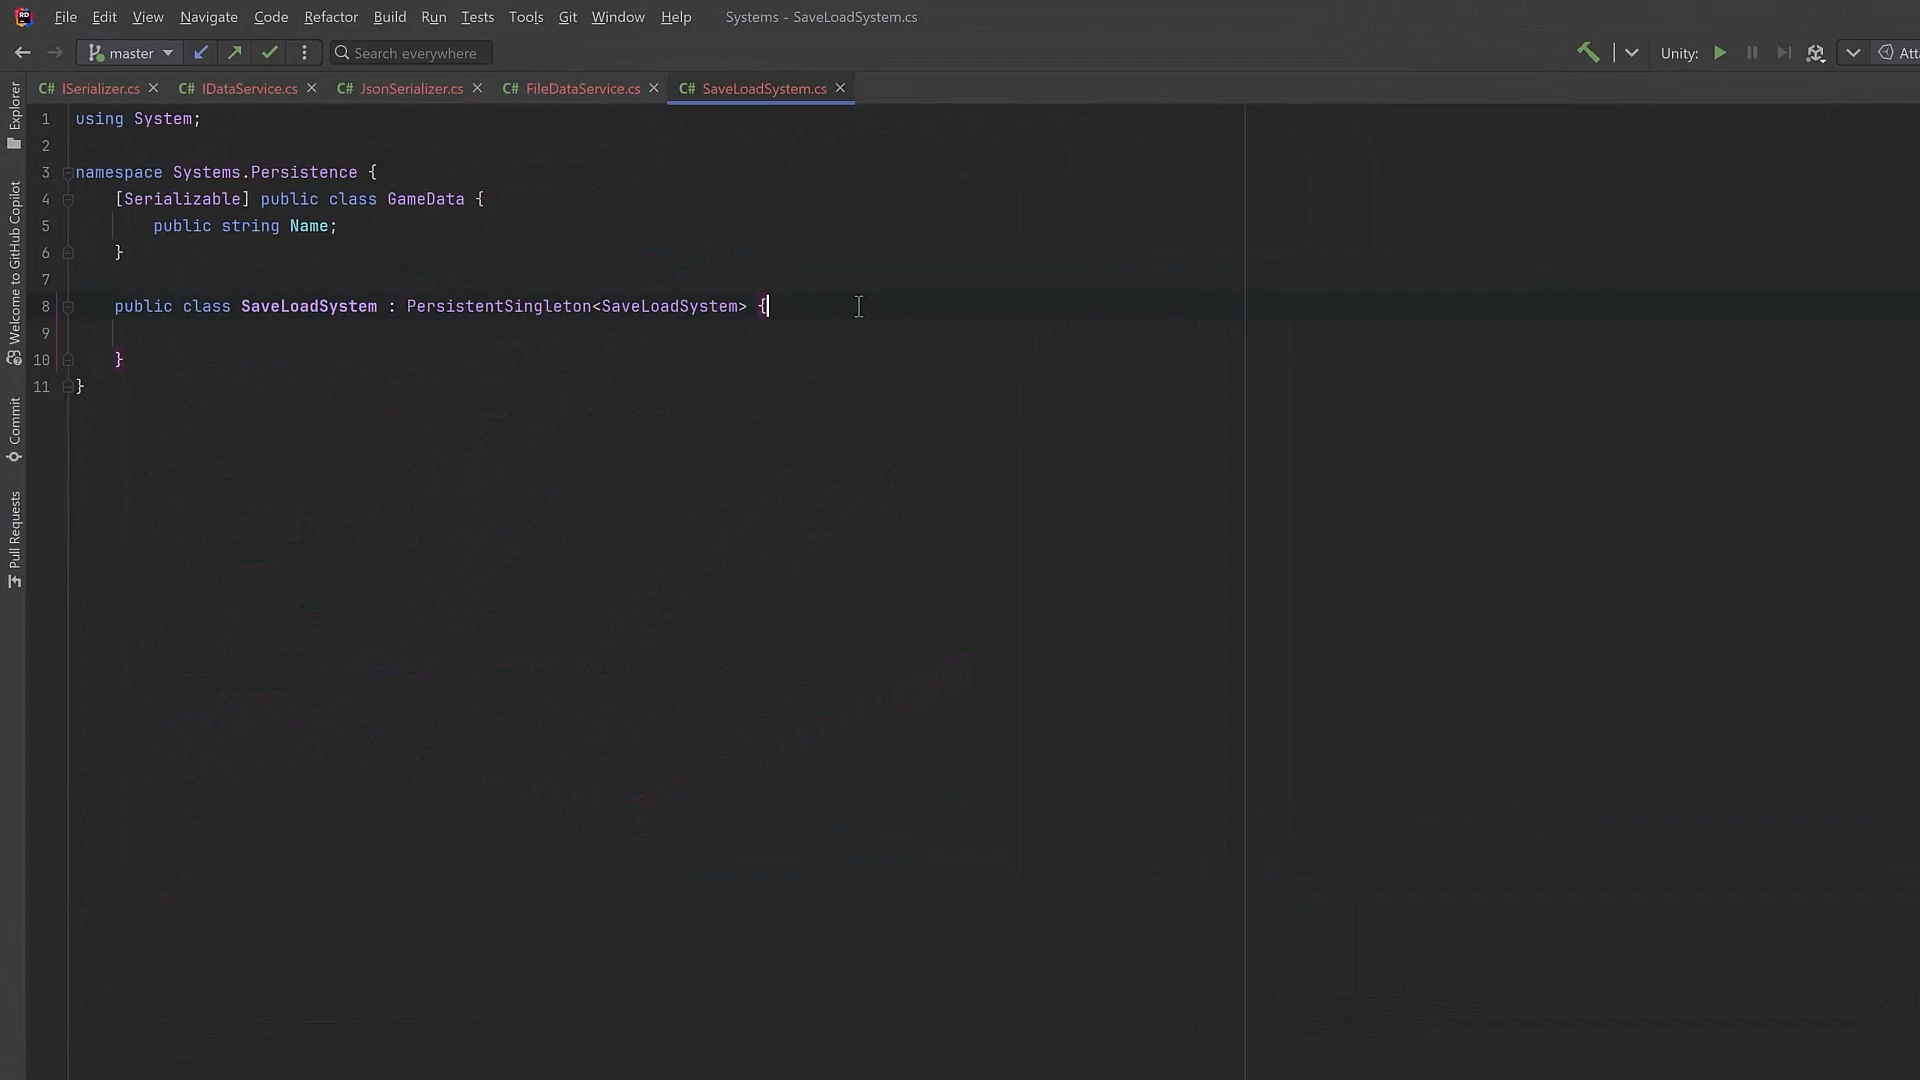 RD File Edit View Navigate Code Refactor Build Run Tests Tools Git Window Help Systems - SaveLoadSystem.cs
master Search everywhere Unity: Atta
C# ISerializer.cs C# IDataService.cs C# JsonSerializer.cs C# FileDataService.cs C# SaveLoadSystem.cs
Explorer
Welcome to GitHub Copilot
Commit
Pull Requests
1 using System;
2
3 namespace Systems.Persistence {
4 [Serializable] public class GameData {
5 public string Name;
6 }
7
8 public class SaveLoadSystem : PersistentSingleton<SaveLoadSystem> {
9
10 }
11 }